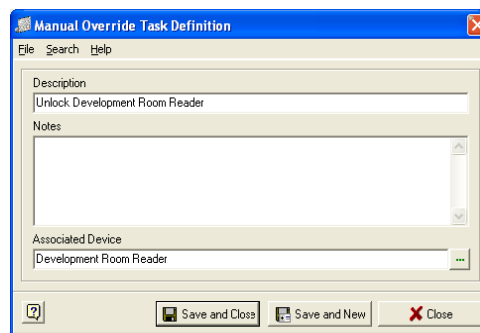 Manual Override Task Definition
File Search Help
Description
Unlock Development Room Reader
Notes
Associated Device
Development Room Reader
...
? Save and Close Save and New Close